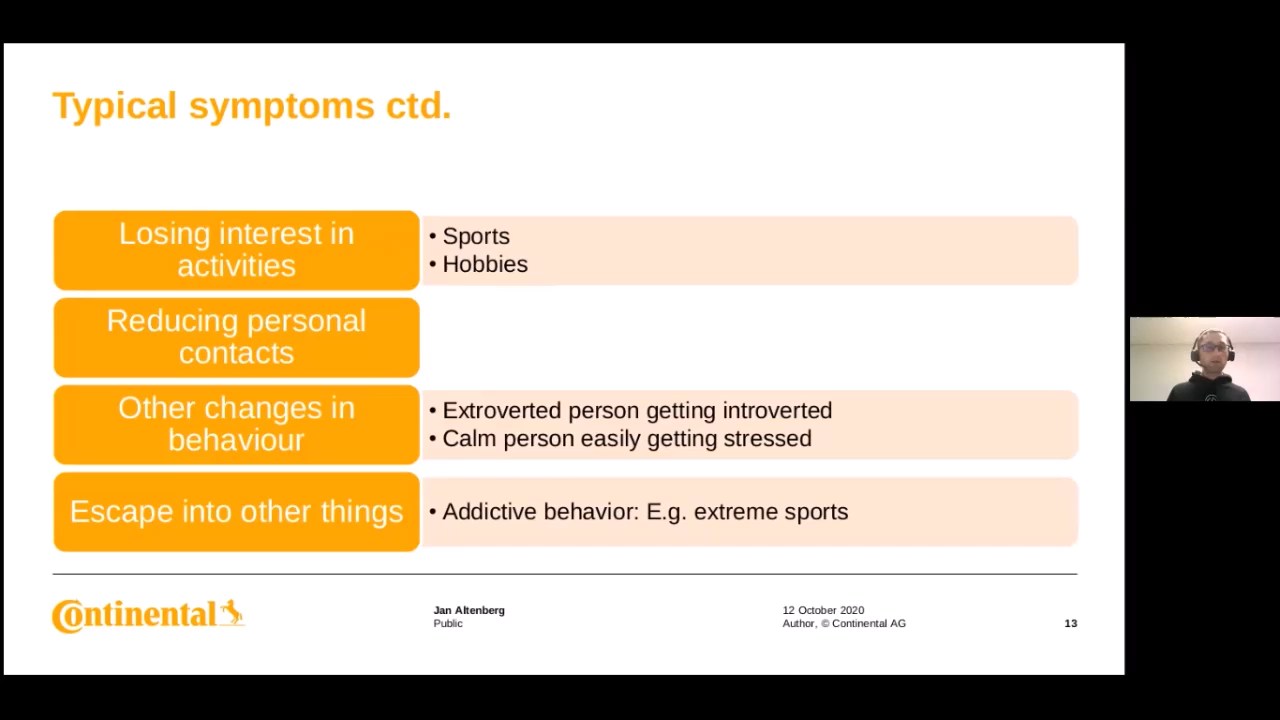 Typical symptoms ctd.
Losing interest in
activities
• Sports
• Hobbies
Reducing personal
contacts
Other changes in
behaviour
• Extroverted person getting introverted
• Calm person easily getting stressed
Escape into other things
• Addictive behavior: E.g. extreme sports
Continental
Jan Altenberg
Public
12 October 2020
Author, © Continental AG
13